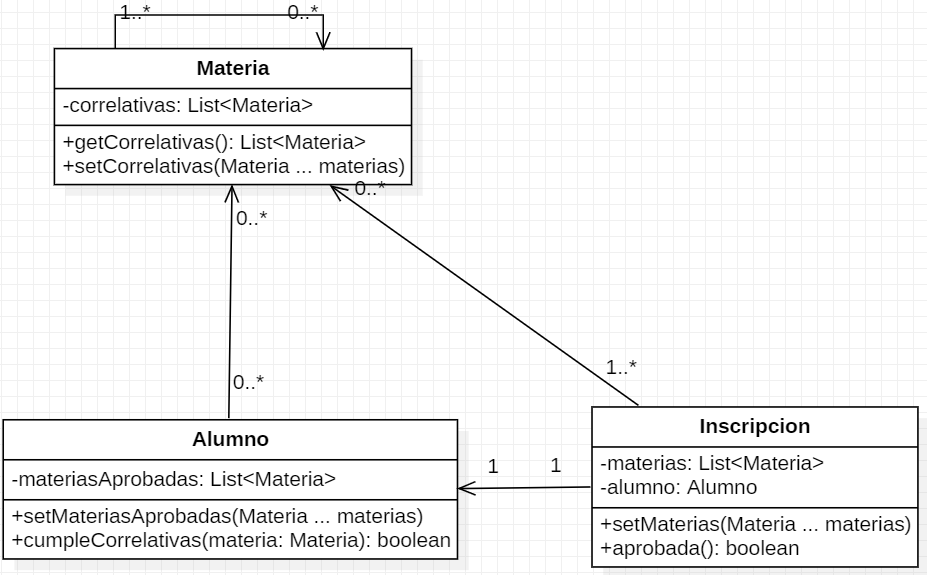 1..*
0..*
Materia
-correlativas: List<Materia>
+getCorrelativas(): List<Materia>
+setCorrelativas(Materia ... materias)
0..*
0..*
1..*
0..*
Alumno
-materiasAprobadas: List<Materia>
+setMateriasAprobadas(Materia ... materias)
+cumpleCorrelativas(materia: Materia): boolean
1
1
Inscripcion
-materias: List<Materia>
-alumno: Alumno
+setMaterias(Materia ... materias)
+aprobada(): boolean